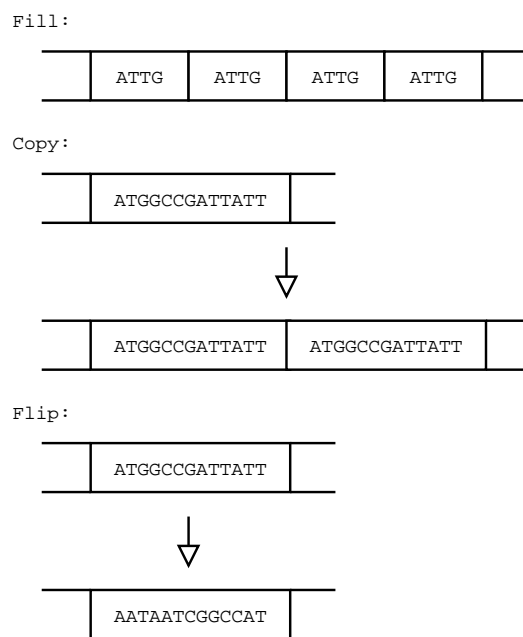 Fill:
ATTG ATTG ATTG ATTG
Copy:
ATGGCCGATTATT
ATGGCCGATTATT ATGGCCGATTATT
Flip:
ATGGCCGATTATT
AATAATCGGCCAT